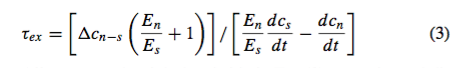 τ_ex = [Δc_{n−s} (E_n/E_s + 1)] / [E_n/E_s dc_s/dt − dc_n/dt] (3)